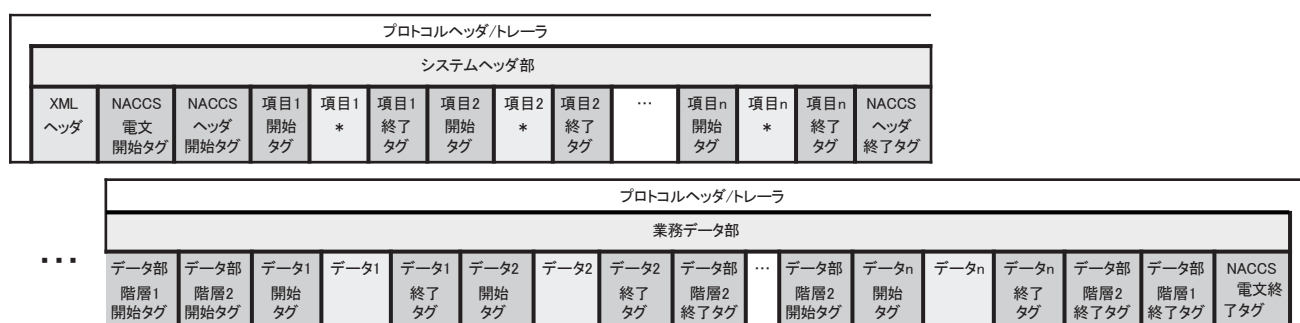 プロトコルヘッダ/トレーラ
システムヘッダ部
XML NACCS NACCS 項目1 項目1 項目1 項目2 項目2 項目2 … 項目n 項目n 項目n NACCS
ヘッダ 電文 ヘッダ 開始 * 終了 開始 * 終了 開始 * 終了 ヘッダ
開始タグ 開始タグ タグ タグ タグ タグ タグ タグ 終了タグ
プロトコルヘッダ/トレーラ
業務データ部
… データ部 データ部 データ1 データ1 データ1 データ2 データ2 データ2 データ部 … データ部 データn データn データn データ部 データ部 NACCS
階層1 階層2 開始 終了 開始 終了 階層2 階層2 開始 終了 階層2 階層1 電文終
開始タグ 開始タグ タグ タグ タグ タグ 終了タグ 開始タグ タグ タグ 終了タグ 終了タグ了タグ